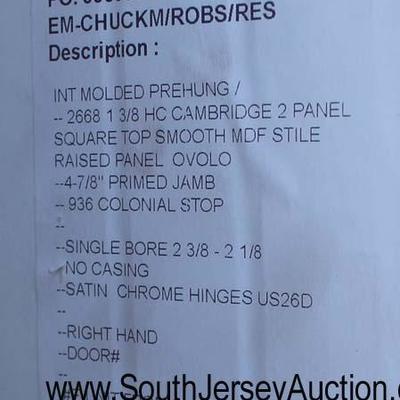 EM-CHUCKM/ROBS/RES
Description :
INT MOLDED PREHUNG /
-- 2668 1 3/8 HC CAMBRIDGE 2 PANEL
SQUARE TOP SMOOTH MDF STILE
RAISED PANEL OVOLO
--4-7/8" PRIMED JAMB
-- 936 COLONIAL STOP
--
--SINGLE BORE 2 3/8 - 2 1/8
NO CASING
--SATIN CHROME HINGES US26D
--
--RIGHT HAND
--DOOR#
--
www.SouthJerseyAuction.c